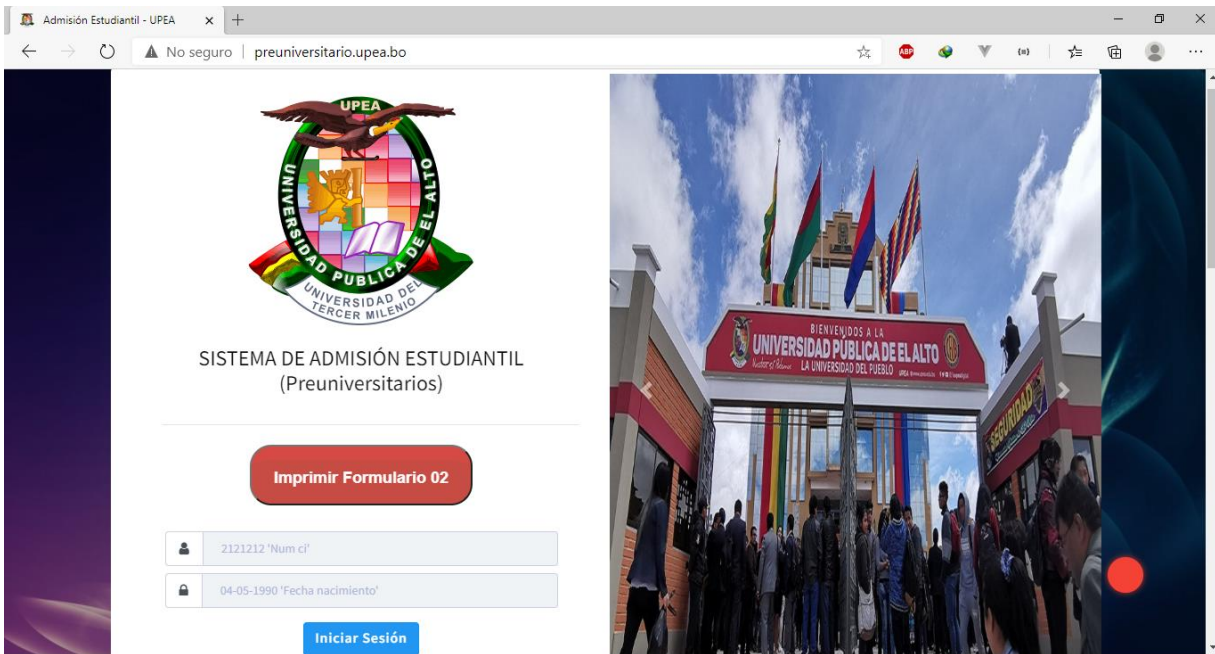 Admisión Estudiantil - UPEA
No seguro | preuniversitario.upea.bo
ABP
UPEA
UNIVERSIDAD PUBLICA DE EL ALTO
UNIVERSIDAD DEL
TERCER MILENIO
SISTEMA DE ADMISIÓN ESTUDIANTIL
(Preuniversitarios)
Imprimir Formulario 02
2121212 'Num ci'
04-05-1990 'Fecha nacimiento'
Iniciar Sesión
BIENVENIDOS A LA
UNIVERSIDAD PÚBLICA DE EL ALTO
LA UNIVERSIDAD DEL PUEBLO
UPEA
SEGURIDAD